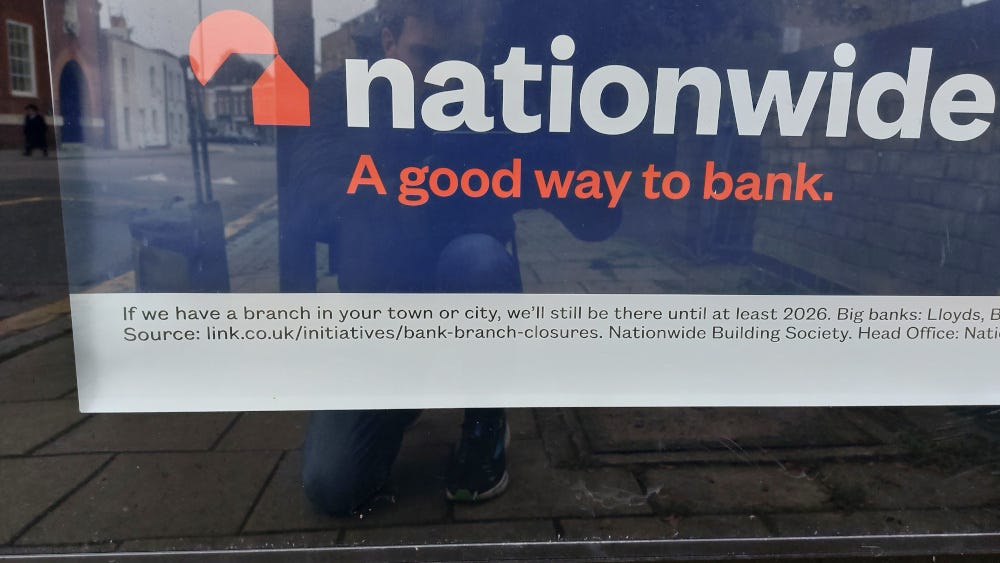 nationwide
A good way to bank.
If we have a branch in your town or city, we'll still be there until at least 2026. Big banks: Lloyds, B
Source: link.co.uk/initiatives/bank-branch-closures. Nationwide Building Society. Head Office: Nati